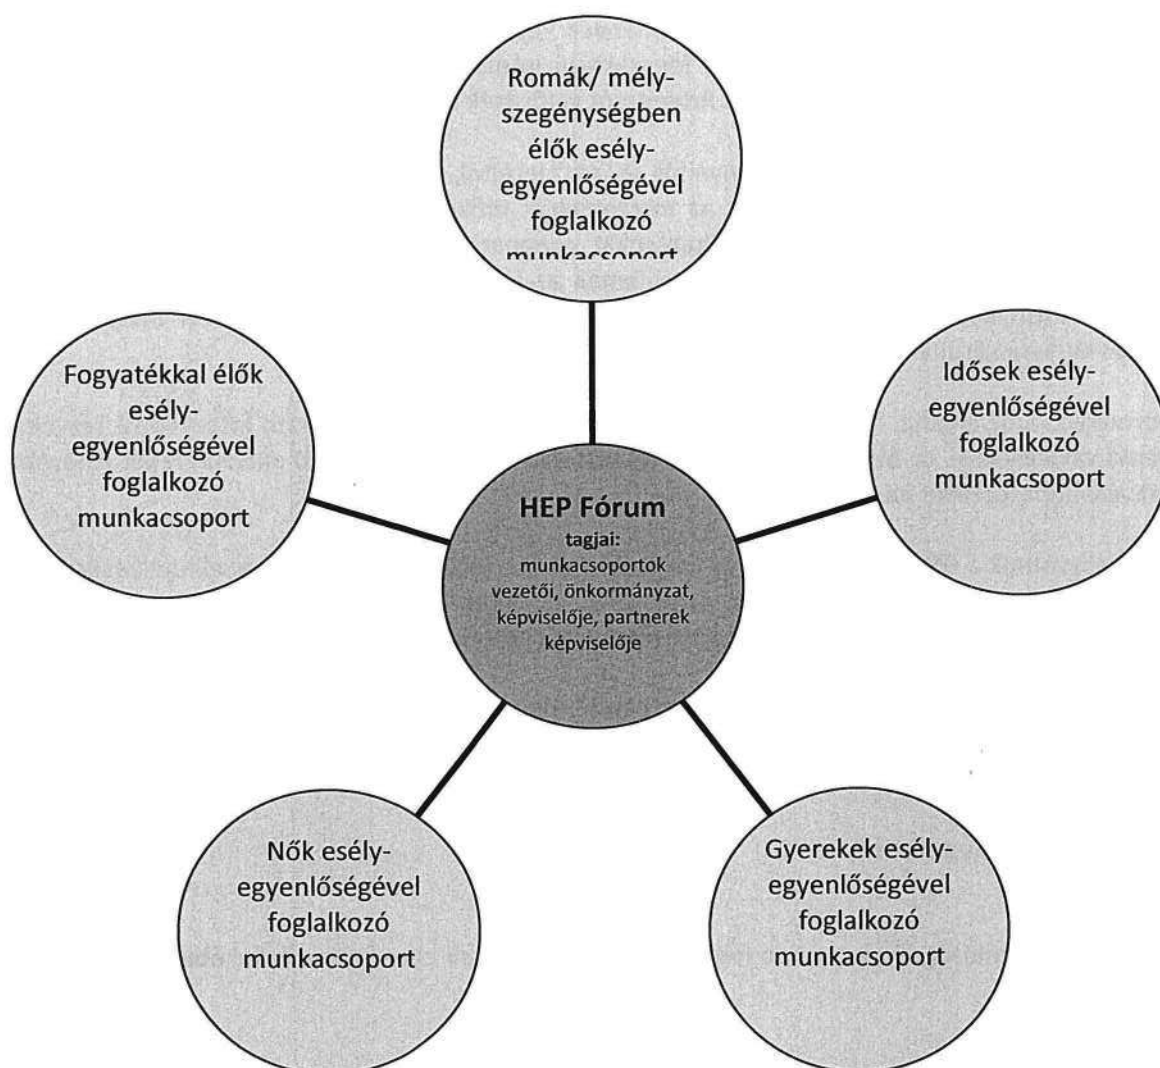 Romák/ mély-
szegénységben
élők esély-
egyenlőségével
foglalkozó
munkacsoport
Fogyatékkal élők
esély-
egyenlőségével
foglalkozó
munkacsoport
Idősek esély-
egyenlőségével
foglalkozó
munkacsoport
HEP Fórum
tagjai:
munkacsoportok
vezetői, önkormányzat,
képviselője, partnerek
képviselője
Nők esély-
egyenlőségével
foglalkozó
munkacsoport
Gyerekek esély-
egyenlőségével
foglalkozó
munkacsoport